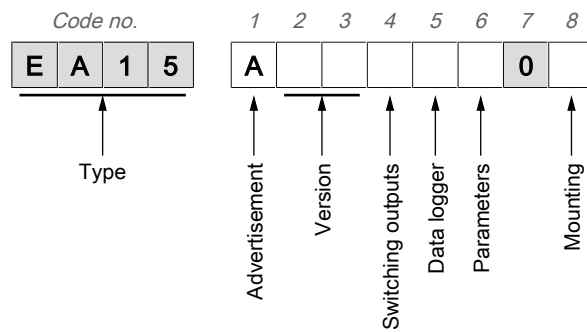 Code no. 1 2 3 4 5 6 7 8
E A 1 5 A 0
Type
Advertisement
Version
Switching outputs
Data logger
Parameters
Mounting